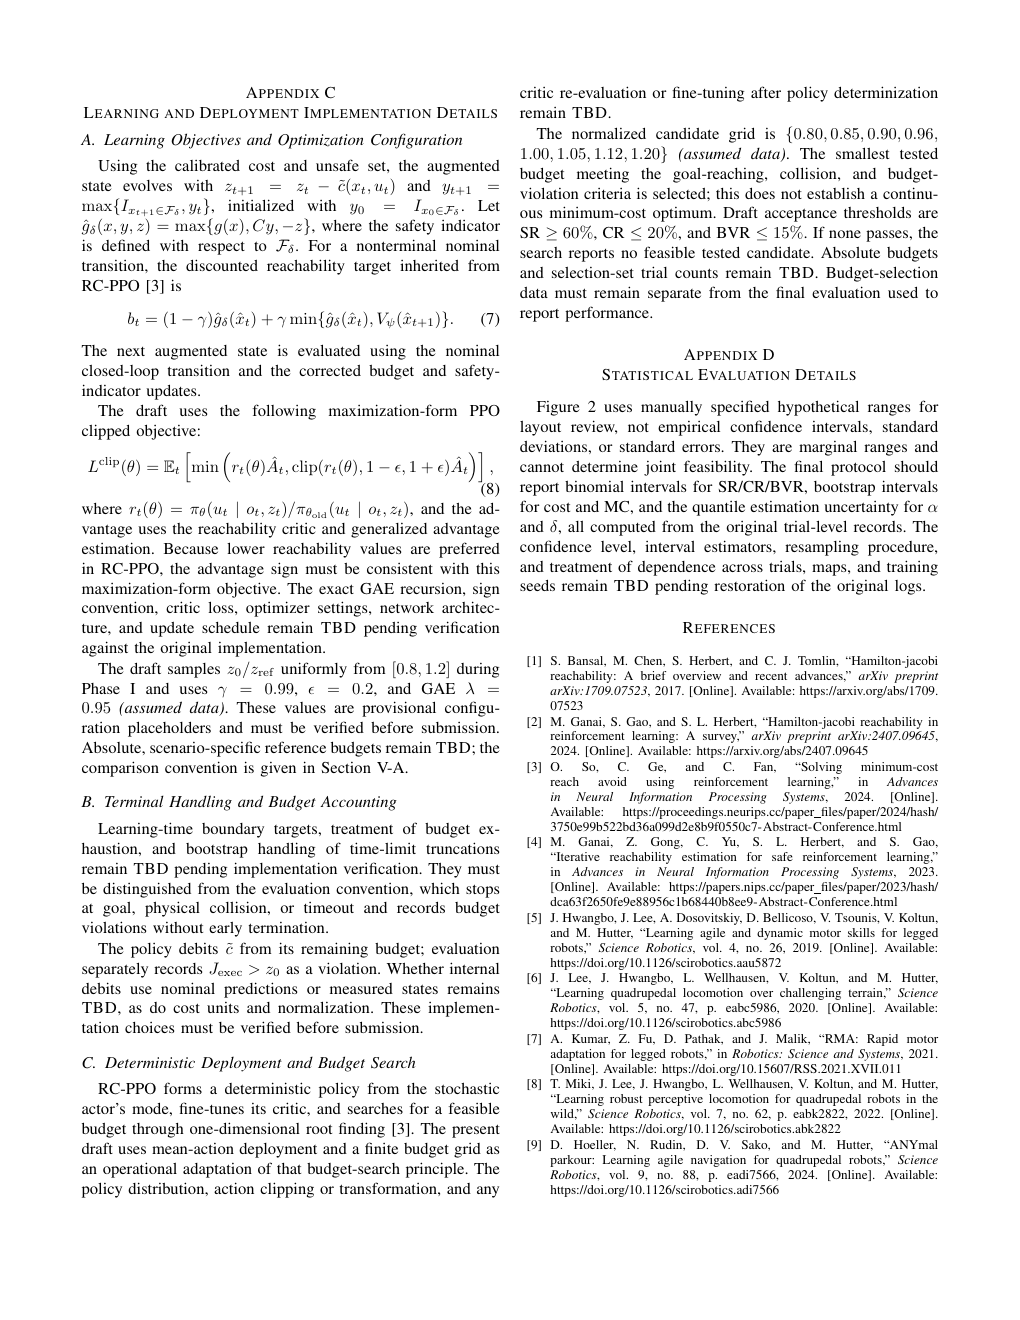 APPENDIX C
LEARNING AND DEPLOYMENT IMPLEMENTATION DETAILS
A. Learning Objectives and Optimization Configuration
Using the calibrated cost and unsafe set, the augmented
state evolves with z_{t+1} = z_t − c̃(x_t, u_t) and y_{t+1} =
max{I_{x_{t+1}∈F_δ}, y_t}, initialized with y_0 = I_{x_0∈F_δ}. Let
ĝ_δ(x, y, z) = max{g(x), Cy, −z}, where the safety indicator
is defined with respect to F_δ. For a nonterminal nominal
transition, the discounted reachability target inherited from
RC-PPO [3] is
b_t = (1 − γ)ĝ_δ(x̂_t) + γ min{ĝ_δ(x̂_t), V_ψ(x̂_{t+1})}. (7)
The next augmented state is evaluated using the nominal
closed-loop transition and the corrected budget and safety-
indicator updates.
The draft uses the following maximization-form PPO
clipped objective:
L^{clip}(θ) = 𝔼_t [min (r_t(θ)Â_t, clip(r_t(θ), 1 − ϵ, 1 + ϵ)Â_t)],
(8)
where r_t(θ) = π_θ(u_t | o_t, z_t)/π_{θ_old}(u_t | o_t, z_t), and the ad-
vantage uses the reachability critic and generalized advantage
estimation. Because lower reachability values are preferred
in RC-PPO, the advantage sign must be consistent with this
maximization-form objective. The exact GAE recursion, sign
convention, critic loss, optimizer settings, network architec-
ture, and update schedule remain TBD pending verification
against the original implementation.
The draft samples z_0/z_ref uniformly from [0.8, 1.2] during
Phase I and uses γ = 0.99, ϵ = 0.2, and GAE λ =
0.95 (assumed data). These values are provisional configu-
ration placeholders and must be verified before submission.
Absolute, scenario-specific reference budgets remain TBD; the
comparison convention is given in Section V-A.
B. Terminal Handling and Budget Accounting
Learning-time boundary targets, treatment of budget ex-
haustion, and bootstrap handling of time-limit truncations
remain TBD pending implementation verification. They must
be distinguished from the evaluation convention, which stops
at goal, physical collision, or timeout and records budget
violations without early termination.
The policy debits c̃ from its remaining budget; evaluation
separately records J_exec > z_0 as a violation. Whether internal
debits use nominal predictions or measured states remains
TBD, as do cost units and normalization. These implemen-
tation choices must be verified before submission.
C. Deterministic Deployment and Budget Search
RC-PPO forms a deterministic policy from the stochastic
actor's mode, fine-tunes its critic, and searches for a feasible
budget through one-dimensional root finding [3]. The present
draft uses mean-action deployment and a finite budget grid as
an operational adaptation of that budget-search principle. The
policy distribution, action clipping or transformation, and any
critic re-evaluation or fine-tuning after policy determinization
remain TBD.
The normalized candidate grid is {0.80, 0.85, 0.90, 0.96,
1.00, 1.05, 1.12, 1.20} (assumed data). The smallest tested
budget meeting the goal-reaching, collision, and budget-
violation criteria is selected; this does not establish a continu-
ous minimum-cost optimum. Draft acceptance thresholds are
SR ≥ 60%, CR ≤ 20%, and BVR ≤ 15%. If none passes, the
search reports no feasible tested candidate. Absolute budgets
and selection-set trial counts remain TBD. Budget-selection
data must remain separate from the final evaluation used to
report performance.
APPENDIX D
STATISTICAL EVALUATION DETAILS
Figure 2 uses manually specified hypothetical ranges for
layout review, not empirical confidence intervals, standard
deviations, or standard errors. They are marginal ranges and
cannot determine joint feasibility. The final protocol should
report binomial intervals for SR/CR/BVR, bootstrap intervals
for cost and MC, and the quantile estimation uncertainty for α
and δ, all computed from the original trial-level records. The
confidence level, interval estimators, resampling procedure,
and treatment of dependence across trials, maps, and training
seeds remain TBD pending restoration of the original logs.
REFERENCES
[1] S. Bansal, M. Chen, S. Herbert, and C. J. Tomlin, “Hamilton-jacobi
reachability: A brief overview and recent advances,” arXiv preprint
arXiv:1709.07523, 2017. [Online]. Available: https://arxiv.org/abs/1709.
07523
[2] M. Ganai, S. Gao, and S. L. Herbert, “Hamilton-jacobi reachability in
reinforcement learning: A survey,” arXiv preprint arXiv:2407.09645,
2024. [Online]. Available: https://arxiv.org/abs/2407.09645
[3] O. So, C. Ge, and C. Fan, “Solving minimum-cost
reach avoid using reinforcement learning,” in Advances
in Neural Information Processing Systems, 2024. [Online].
Available: https://proceedings.neurips.cc/paper_files/paper/2024/hash/
3750e99b522bd36a099d2e8b9f0550c7-Abstract-Conference.html
[4] M. Ganai, Z. Gong, C. Yu, S. L. Herbert, and S. Gao,
“Iterative reachability estimation for safe reinforcement learning,”
in Advances in Neural Information Processing Systems, 2023.
[Online]. Available: https://papers.nips.cc/paper_files/paper/2023/hash/
dca63f2650fe9e88956c1b68440b8ee9-Abstract-Conference.html
[5] J. Hwangbo, J. Lee, A. Dosovitskiy, D. Bellicoso, V. Tsounis, V. Koltun,
and M. Hutter, “Learning agile and dynamic motor skills for legged
robots,” Science Robotics, vol. 4, no. 26, 2019. [Online]. Available:
https://doi.org/10.1126/scirobotics.aau5872
[6] J. Lee, J. Hwangbo, L. Wellhausen, V. Koltun, and M. Hutter,
“Learning quadrupedal locomotion over challenging terrain,” Science
Robotics, vol. 5, no. 47, p. eabc5986, 2020. [Online]. Available:
https://doi.org/10.1126/scirobotics.abc5986
[7] A. Kumar, Z. Fu, D. Pathak, and J. Malik, “RMA: Rapid motor
adaptation for legged robots,” in Robotics: Science and Systems, 2021.
[Online]. Available: https://doi.org/10.15607/RSS.2021.XVII.011
[8] T. Miki, J. Lee, J. Hwangbo, L. Wellhausen, V. Koltun, and M. Hutter,
“Learning robust perceptive locomotion for quadrupedal robots in the
wild,” Science Robotics, vol. 7, no. 62, p. eabk2822, 2022. [Online].
Available: https://doi.org/10.1126/scirobotics.abk2822
[9] D. Hoeller, N. Rudin, D. V. Sako, and M. Hutter, “ANYmal
parkour: Learning agile navigation for quadrupedal robots,” Science
Robotics, vol. 9, no. 88, p. eadi7566, 2024. [Online]. Available:
https://doi.org/10.1126/scirobotics.adi7566